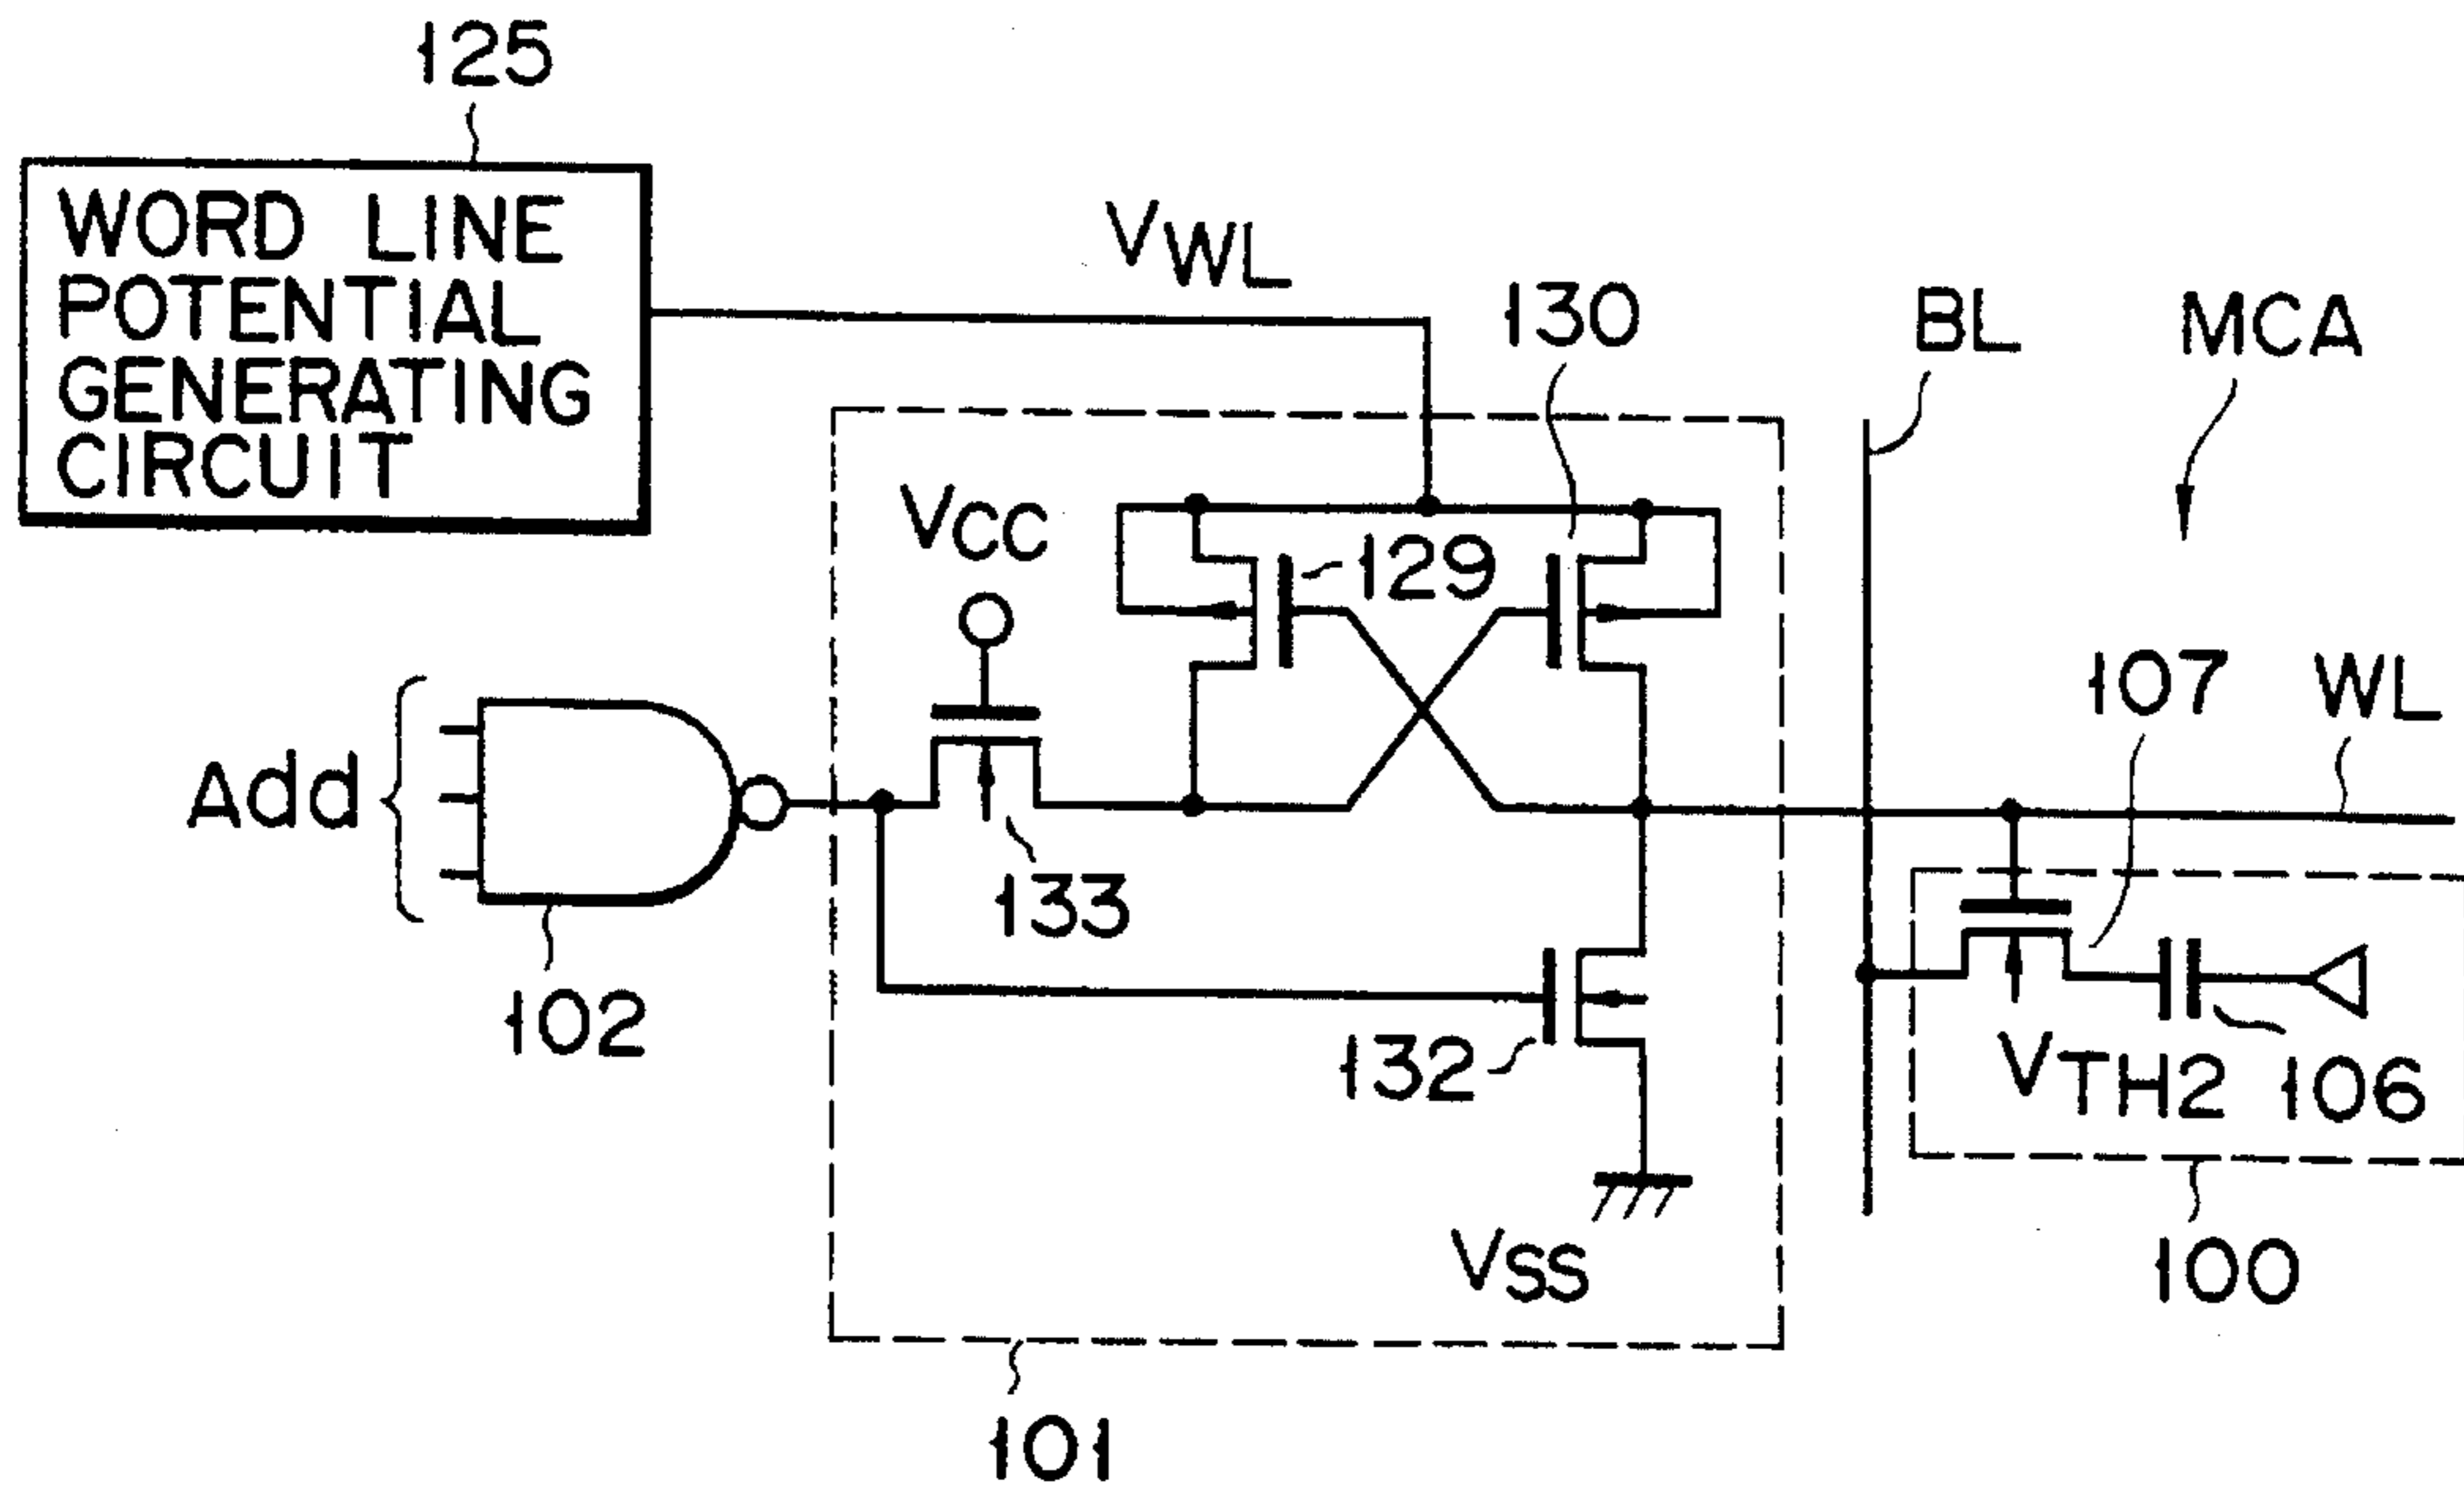 125
WORD LINE
POTENTIAL
GENERATING
CIRCUIT
VWL
130
BL
MCA
VCC
129
107
WL
Add
133
102
132
VTH2
106
VSS
100
101